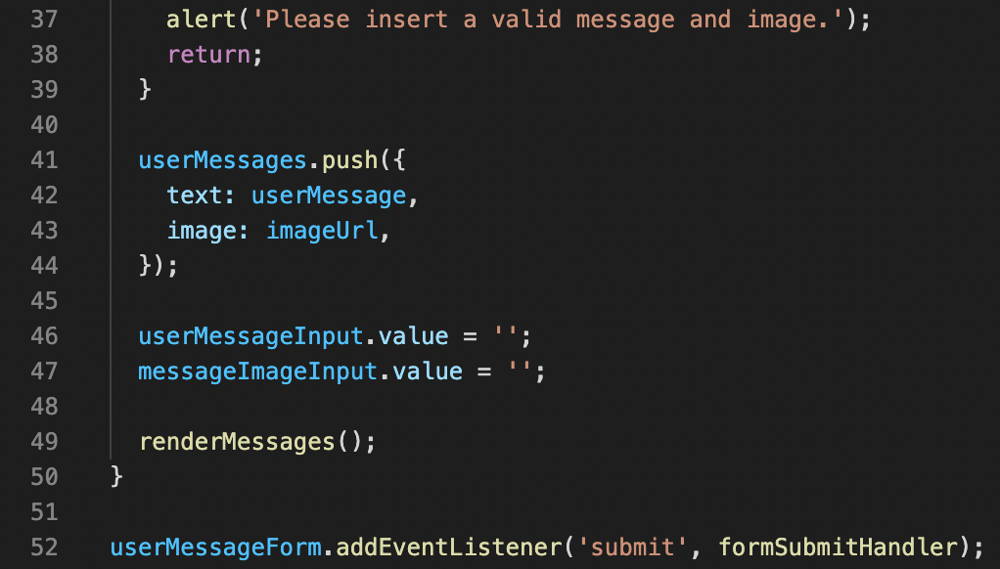 37 alert('Please insert a valid message and image.');
38 return;
39 }
40
41 userMessages.push({
42 text: userMessage,
43 image: imageUrl,
44 });
45
46 userMessageInput.value = '';
47 messageImageInput.value = '';
48
49 renderMessages();
50 }
51
52 userMessageForm.addEventListener('submit', formSubmitHandler);